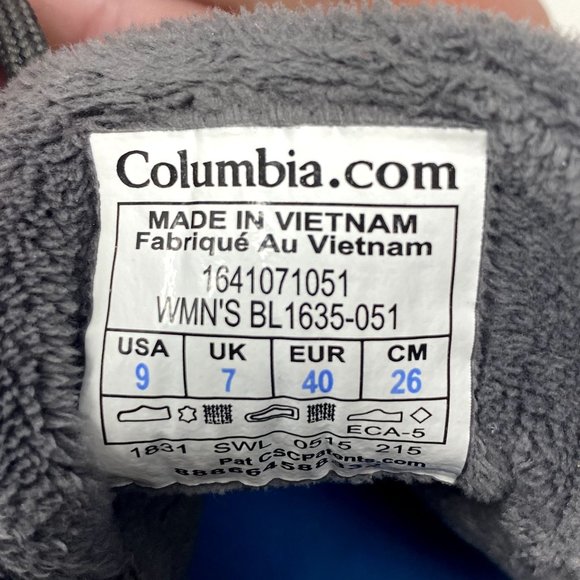 Columbia.com
MADE IN VIETNAM
Fabriqué Au Vietnam
1641071051
WMN'S BL1635-051
USA UK EUR CM
9 7 40 26
ECA-5
1831 SWL 0515 215
Pat CSCPatents.com